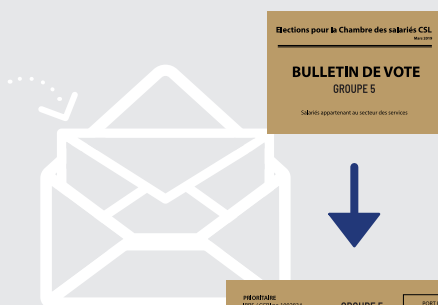 Elections pour la Chambre des salariés CSL
Mars 2019
BULLETIN DE VOTE
GROUPE 5
Salariés appartenant au secteur des services
PRIORITAIRE
GROUPE 5
PORT